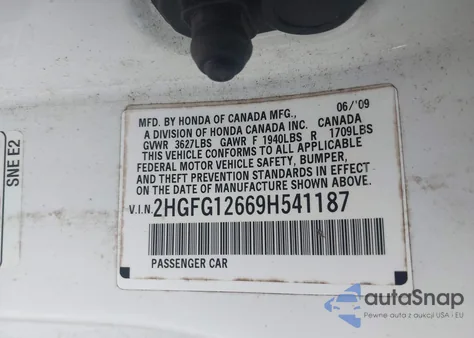 SNE E2
MFD. BY HONDA OF CANADA MFG., 06/'09
A DIVISION OF HONDA CANADA INC. CANADA
GVWR 3627LBS GAWR F 1940LBS R 1709LBS
THIS VEHICLE CONFORMS TO ALL APPLICABLE
FEDERAL MOTOR VEHICLE SAFETY, BUMPER,
AND THEFT PREVENTION STANDARDS IN EFFECT
ON THE DATE OF MANUFACTURE SHOWN ABOVE.
V.I.N. 2HGFG12669H541187
PASSENGER CAR
autoSnap
Pewne auta z aukcji USA i EU